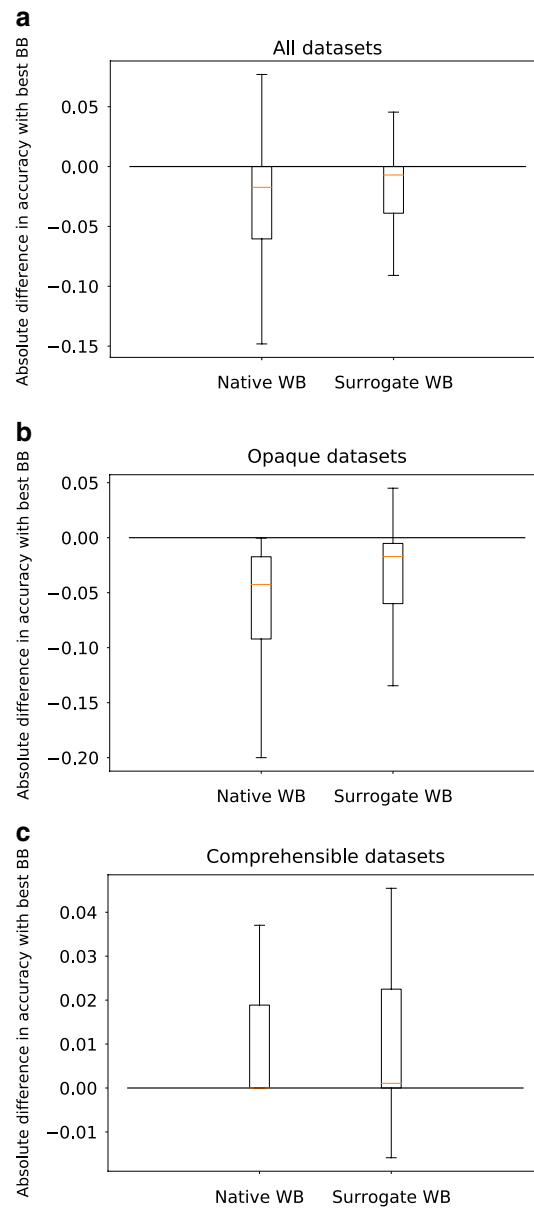 a
All datasets
Absolute difference in accuracy with best BB
0.05
0.00
−0.05
−0.10
−0.15
Native WB
Surrogate WB
b
Opaque datasets
Absolute difference in accuracy with best BB
0.05
0.00
−0.05
−0.10
−0.15
−0.20
Native WB
Surrogate WB
c
Comprehensible datasets
Absolute difference in accuracy with best BB
0.04
0.03
0.02
0.01
0.00
−0.01
Native WB
Surrogate WB